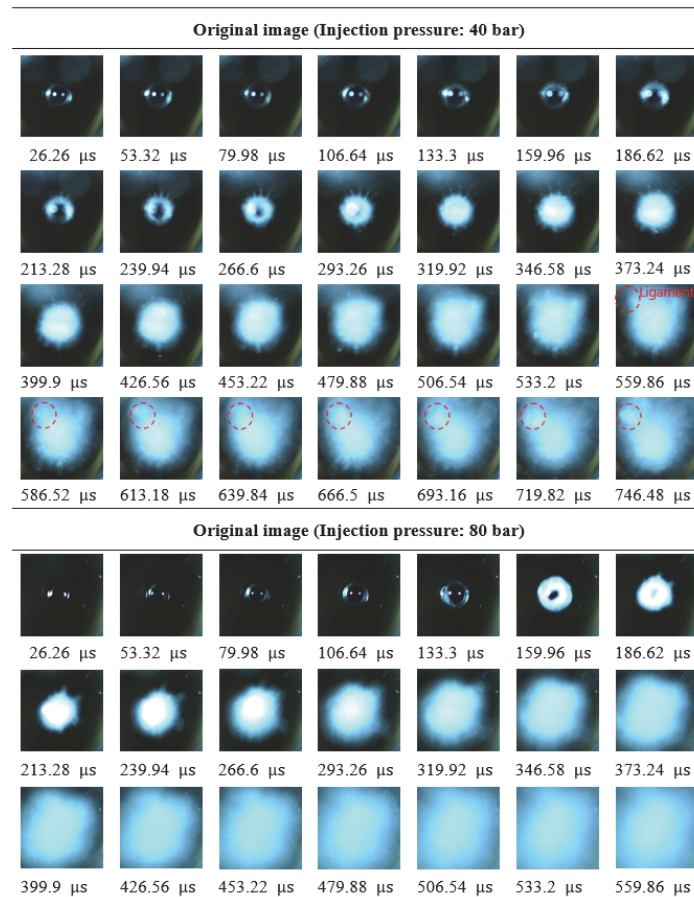 Original image (Injection pressure: 40 bar)
26.26 μs 53.32 μs 79.98 μs 106.64 μs 133.3 μs 159.96 μs 186.62 μs
213.28 μs 239.94 μs 266.6 μs 293.26 μs 319.92 μs 346.58 μs 373.24 μs
Ligament
399.9 μs 426.56 μs 453.22 μs 479.88 μs 506.54 μs 533.2 μs 559.86 μs
586.52 μs 613.18 μs 639.84 μs 666.5 μs 693.16 μs 719.82 μs 746.48 μs
Original image (Injection pressure: 80 bar)
26.26 μs 53.32 μs 79.98 μs 106.64 μs 133.3 μs 159.96 μs 186.62 μs
213.28 μs 239.94 μs 266.6 μs 293.26 μs 319.92 μs 346.58 μs 373.24 μs
399.9 μs 426.56 μs 453.22 μs 479.88 μs 506.54 μs 533.2 μs 559.86 μs